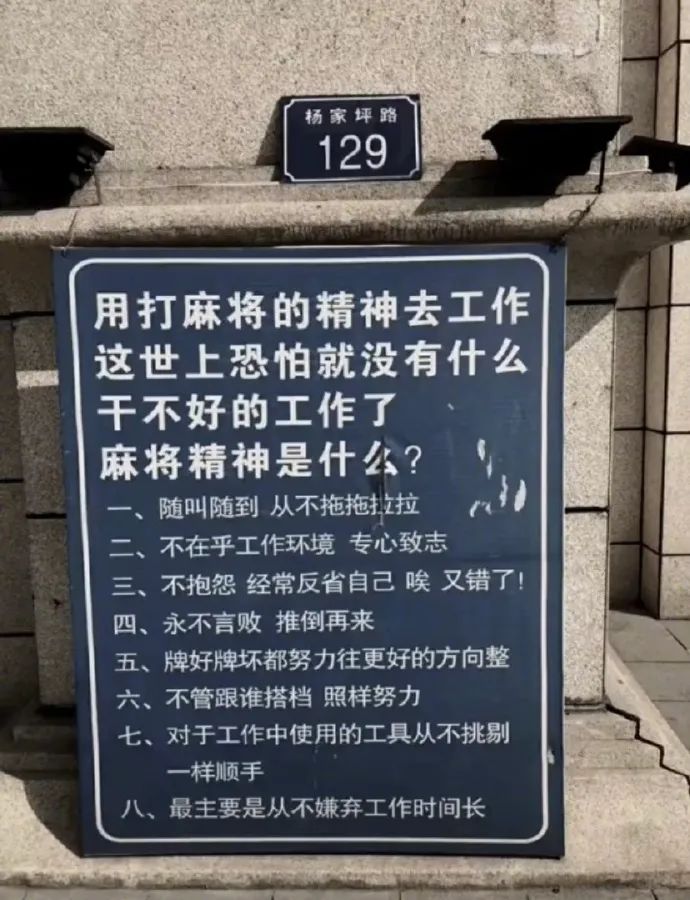 杨家坪路
129
用打麻将的精神去工作
这世上恐怕就没有什么
干不好的工作了
麻将精神是什么?
一、随叫随到 从不拖拖拉拉
二、不在乎工作环境 专心致志
三、不抱怨 经常反省自己 唉 又错了!
四、永不言败 推倒再来
五、牌好牌坏都努力往更好的方向整
六、不管跟谁搭档 照样努力
七、对于工作中使用的工具从不挑剔
一样顺手
八、最主要是从不嫌弃工作时间长